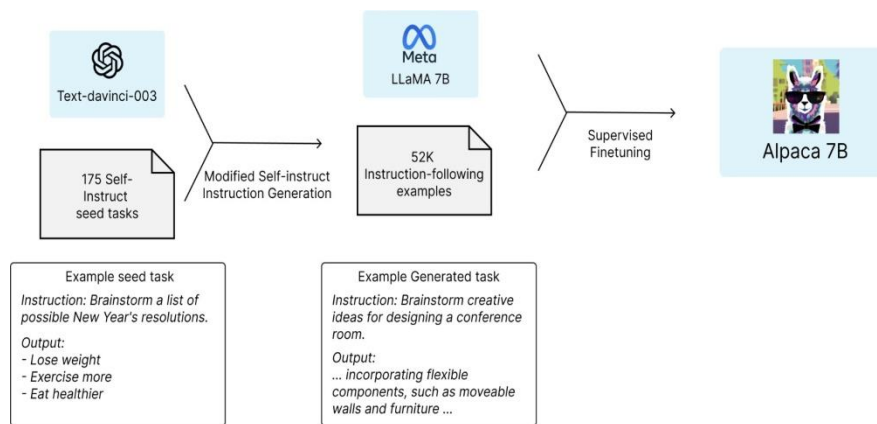 Text-davinci-003
175 Self-
Instruct
seed tasks
Modified Self-instruct
Instruction Generation
Meta
LLaMA 7B
52K
Instruction-following
examples
Supervised
Finetuning
Alpaca 7B
Example seed task
Instruction: Brainstorm a list of
possible New Year's resolutions.
Output:
- Lose weight
- Exercise more
- Eat healthier
Example Generated task
Instruction: Brainstorm creative
ideas for designing a conference
room.
Output:
... incorporating flexible
components, such as moveable
walls and furniture ...